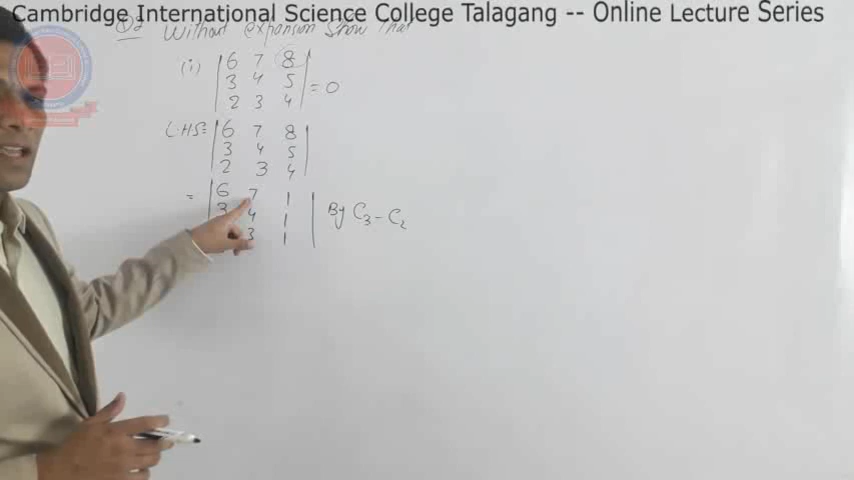 Cambridge International Science College Talagang -- Online Lecture Series
Q2 Without expansion show that
(i) | 6 7 8 |
| 3 4 5 | = 0
| 2 3 4 |
L.H.S = | 6 7 8 |
| 3 4 5 |
| 2 3 4 |
= | 6 7 1 |
| 3 4 1 | By C3 - C2
3 1 |